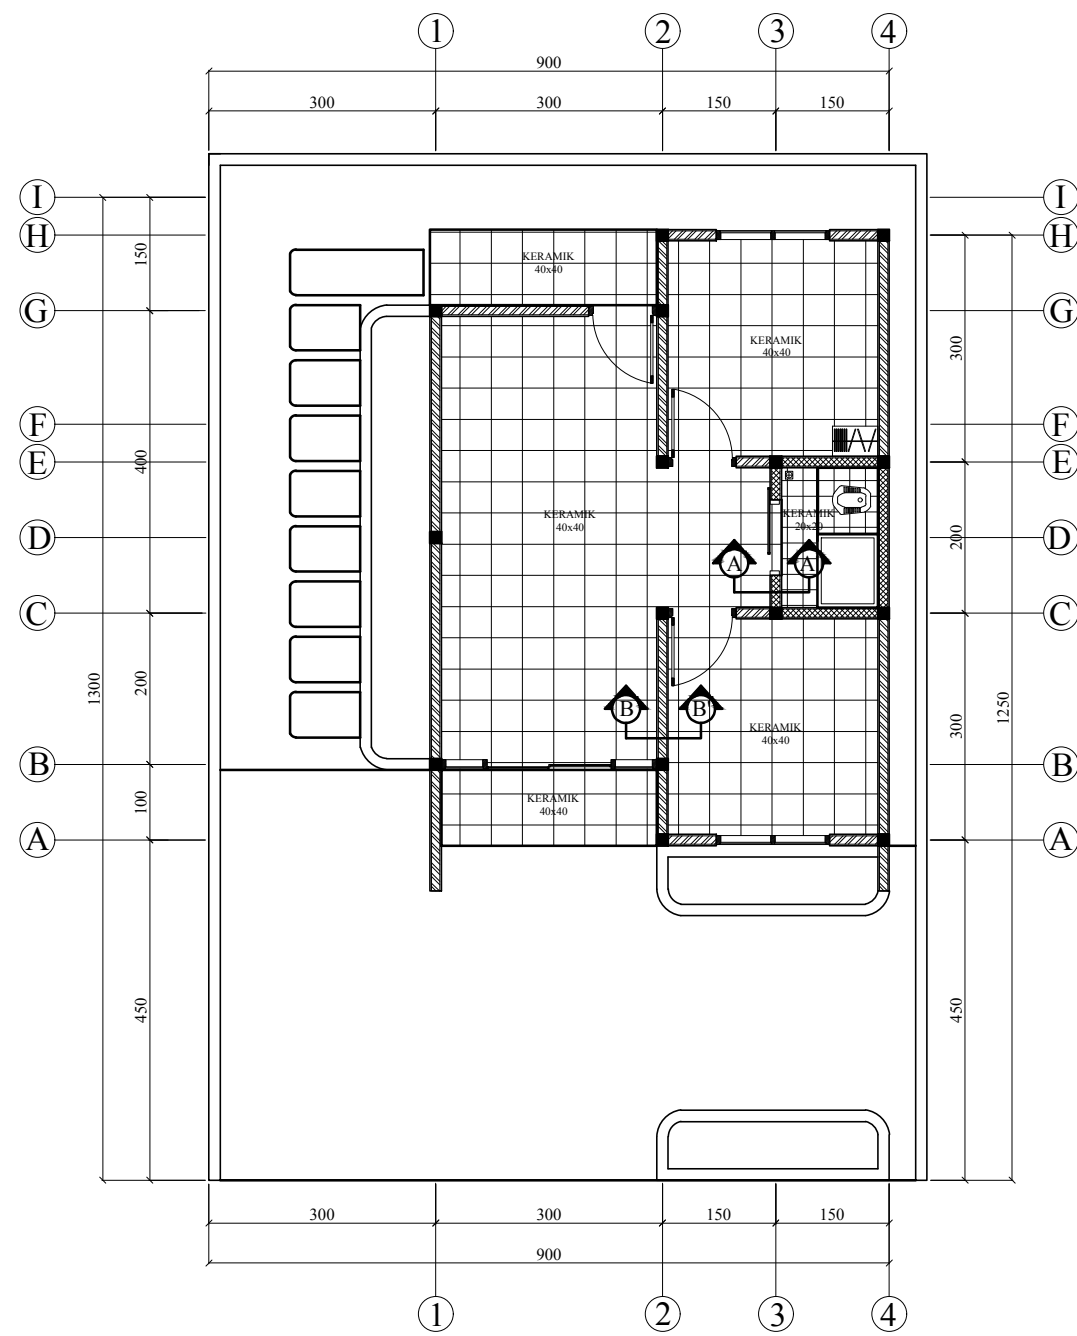 1 2 3 4
900
300 300 150 150
I I
H H
150
KERAMIK
40x40
G G
KERAMIK
40x40
300
F F
E E
400
KERAMIK
40x40
KERAMIK
20x20
D D
200
A A
C C
1300
200
B B'
1250
KERAMIK
40x40
300
B B
100
KERAMIK
40x40
A A
450 450
300 300 150 150
900
1 2 3 4